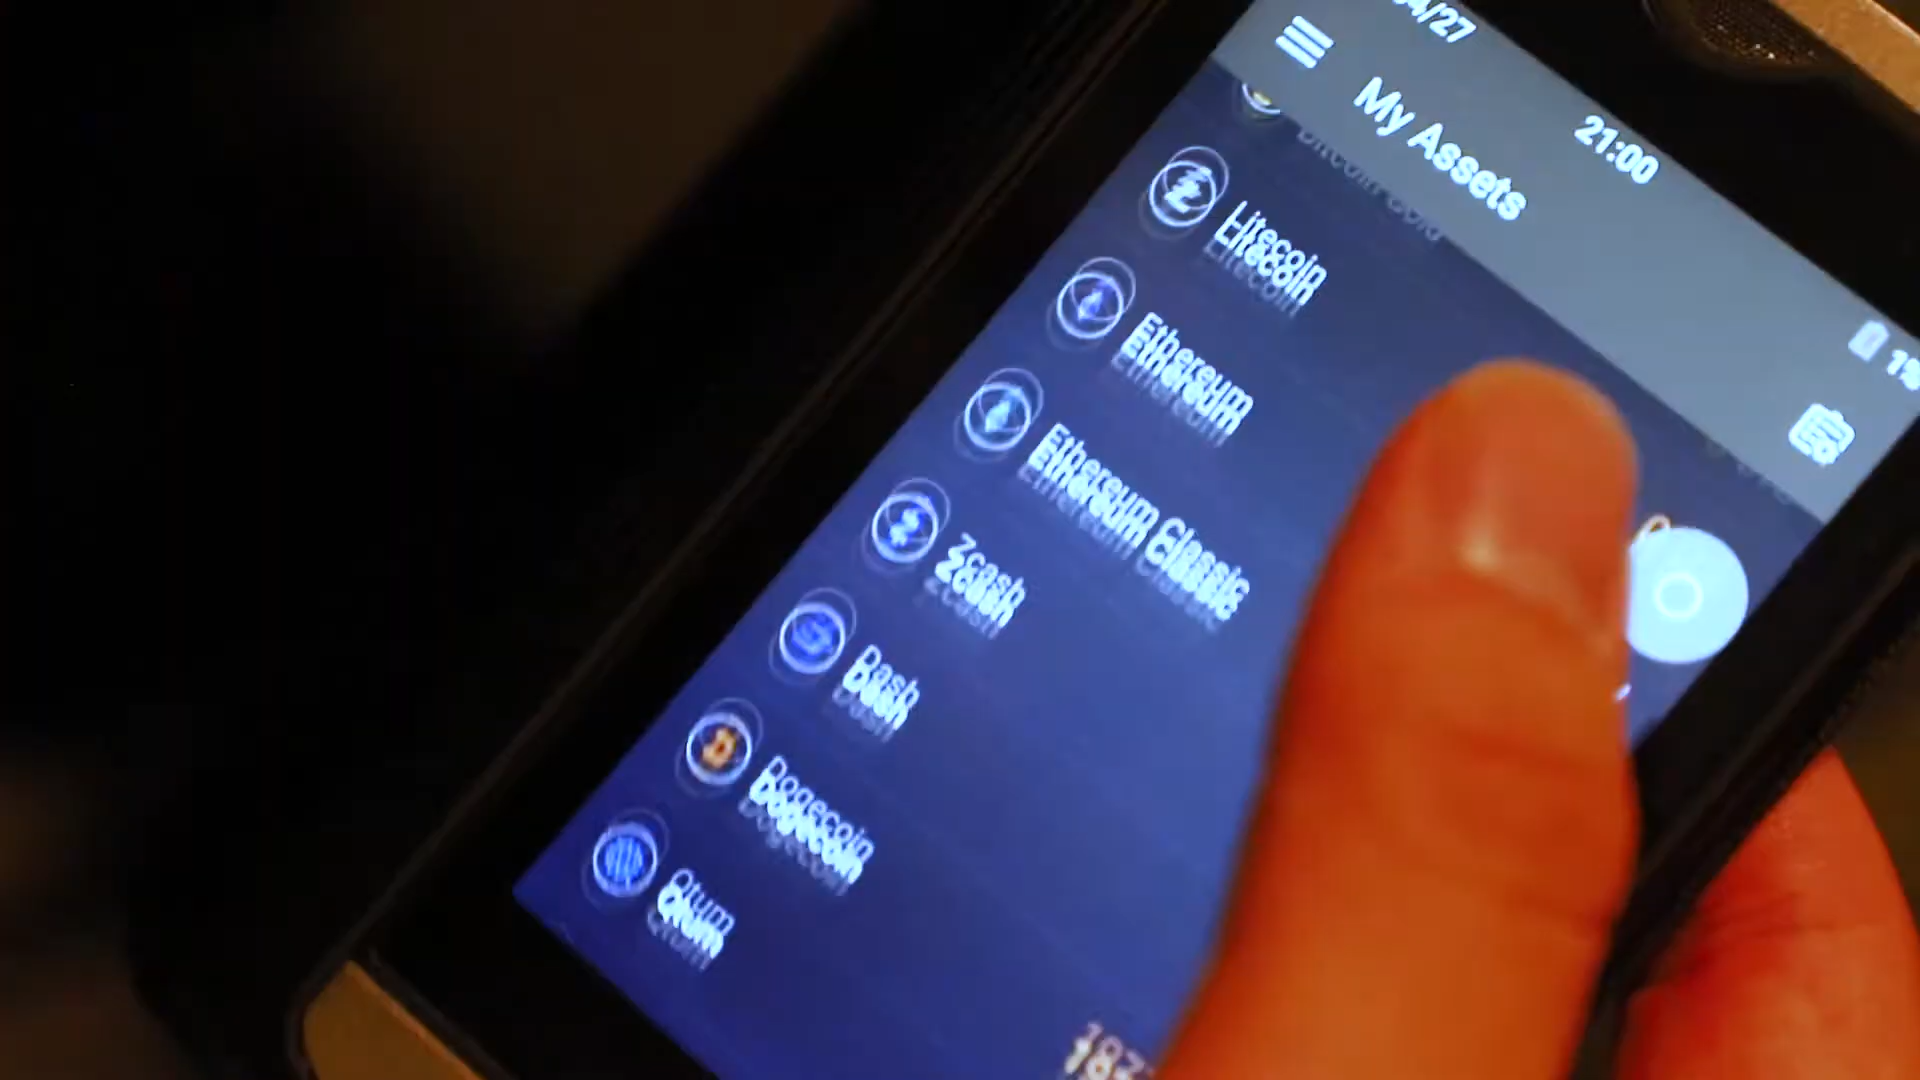 21:00
My Assets
Litecoin
Ethereum
Ethereum Classic
Zcash
Dash
Dogecoin
Qtum